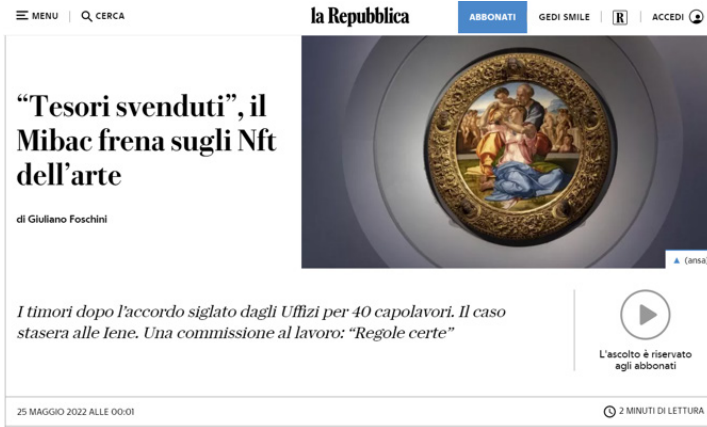 MENU
CERCA
la Repubblica
ABBONATI
GEDI SMILE
R
ACCEDI
“Tesori svenduti”, il
Mibac frena sugli Nft
dell’arte
di Giuliano Foschini
(ansa)
I timori dopo l’accordo siglato dagli Uffizi per 40 capolavori. Il caso
stasera alle Iene. Una commissione al lavoro: “Regole certe”
L’ascolto è riservato
agli abbonati
25 MAGGIO 2022 ALLE 00:01
2 MINUTI DI LETTURA